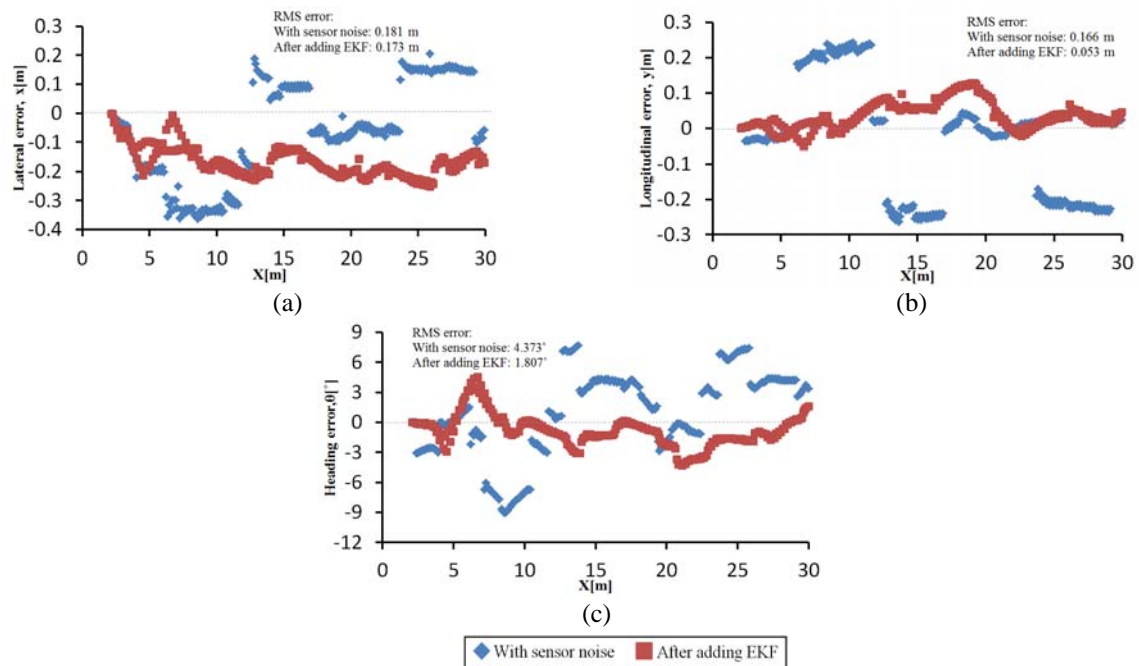 RMS error:
With sensor noise: 0.181 m
After adding EKF: 0.173 m
0.3
0.2
0.1
0
-0.1
-0.2
-0.3
-0.4
Lateral error, x[m]
0 5 10 15 20 25 30
X[m]
(a)
RMS error:
With sensor noise: 0.166 m
After adding EKF: 0.053 m
0.3
0.2
0.1
0
-0.1
-0.2
-0.3
Longitudinal error, y[m]
0 5 10 15 20 25 30
X[m]
(b)
RMS error:
With sensor noise: 4.373˚
After adding EKF: 1.807˚
9
6
3
0
-3
-6
-9
-12
Heading error,θ[˚]
0 5 10 15 20 25 30
X[m]
(c)
With sensor noise After adding EKF